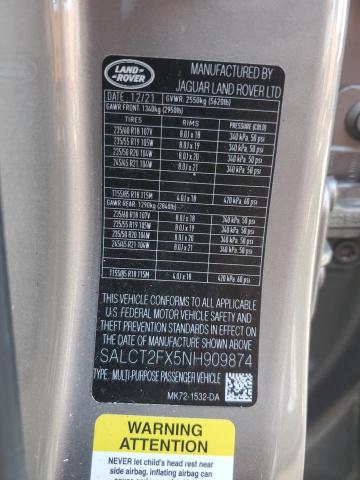 LAND-
ROVER
MANUFACTURED BY
JAGUAR LAND ROVER LTD
DATE 12/21 GVWR: 2550kg (5620lb)
GAWR FRONT: 1340kg (2950lb)
TIRES RIMS PRESSURE (COLD)
235/60 R18 107V 8.0J x 18 340 kPa, 50 psi
235/55 R19 105W 8.0J x 19 340 kPa, 50 psi
235/50 R20 104W 8.0J x 20 340 kPa, 50 psi
245/45 R21 104W 8.0J x 21 340 kPa, 50 psi
T155/85 R18 115M 4.0J x 18 420 kPa, 60 psi
GAWR REAR: 1290kg (2840lb)
235/60 R18 107V 8.0J x 18 340 kPa, 50 psi
235/55 R19 105W 8.0J x 19 340 kPa, 50 psi
235/50 R20 104W 8.0J x 20 340 kPa, 50 psi
245/45 R21 104W 8.0J x 21 340 kPa, 50 psi
T155/85 R18 115M 4.0J x 18 420 kPa, 60 psi
THIS VEHICLE CONFORMS TO ALL APPLICABLE
U.S. FEDERAL MOTOR VEHICLE SAFETY AND
THEFT PREVENTION STANDARDS IN EFFECT ON
THE DATE OF MANUFACTURE SHOWN ABOVE.
SALCT2FX5NH909874
TYPE: MULTI-PURPOSE PASSENGER VEHICLE
MK72-1532-DA
WARNING
AVERTISSEMENT
NEVER let child's head rest near
side airbag. inflating airbag can